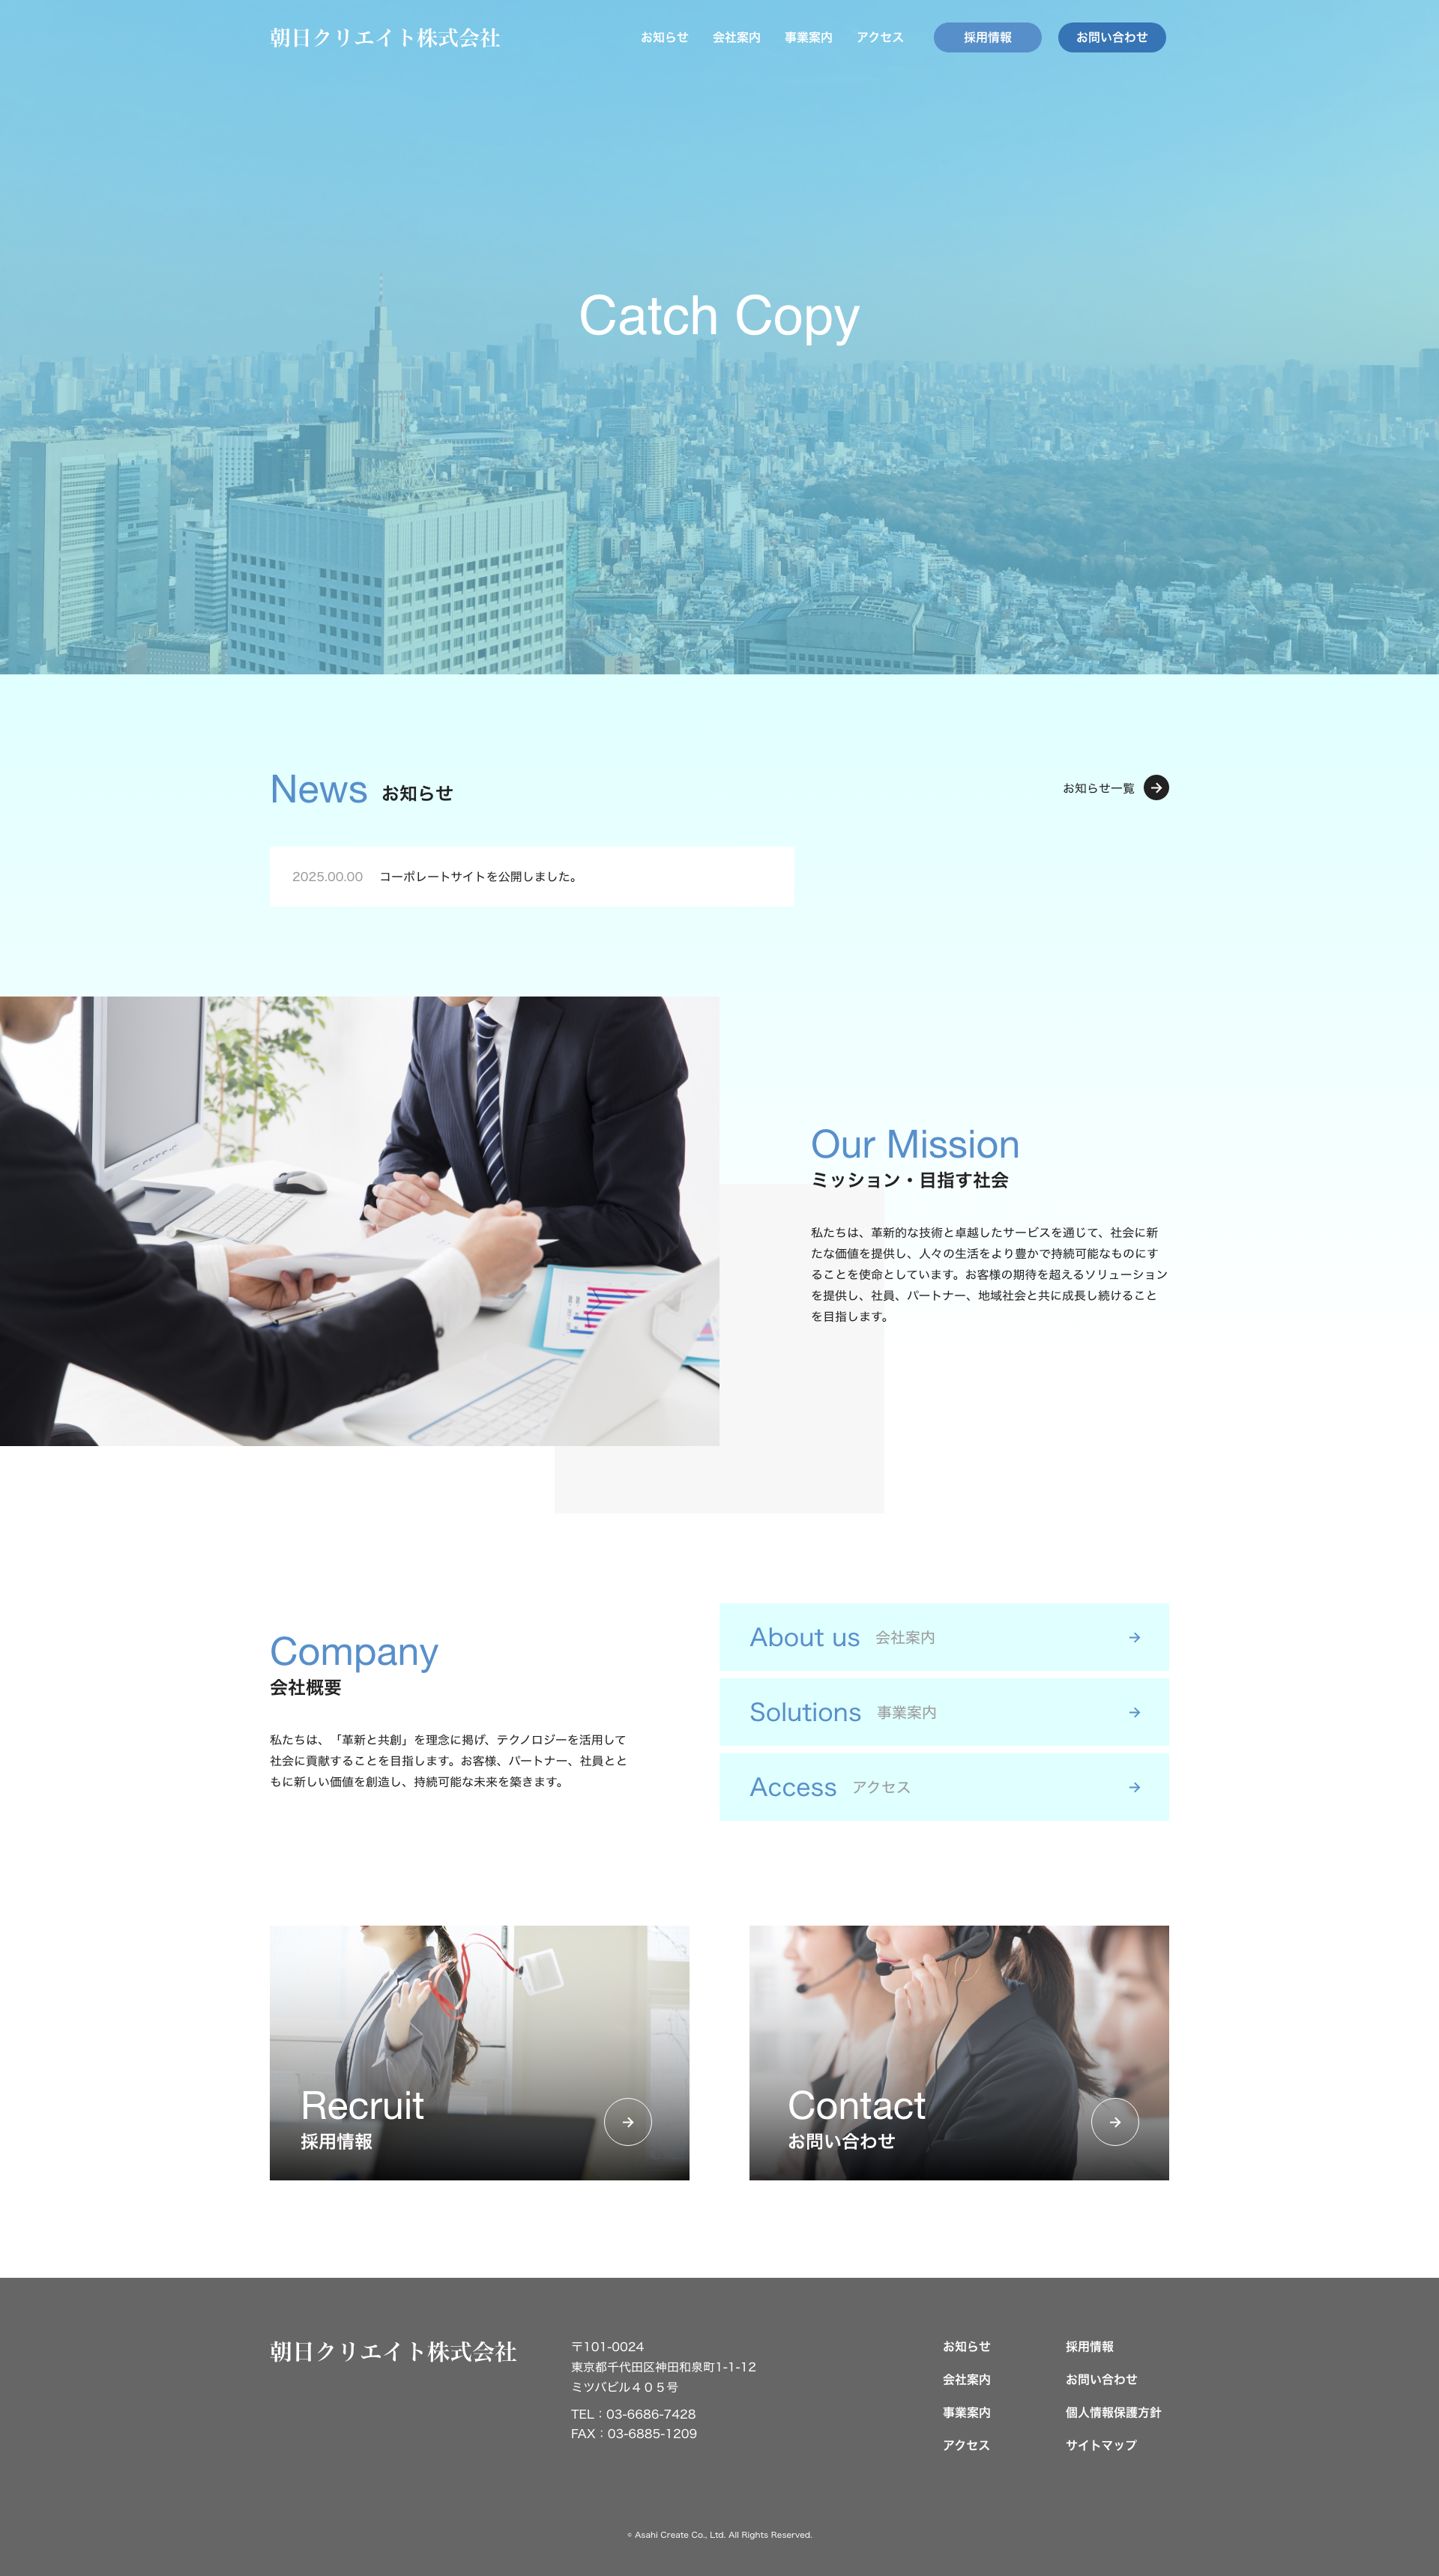 朝日クリエイト株式会社
お知らせ 会社案内 事業案内 アクセス 採用情報 お問い合わせ
Catch Copy
News お知らせ
お知らせ一覧
2025.00.00 コーポレートサイトを公開しました。
Our Mission
ミッション・目指す社会
私たちは、革新的な技術と卓越したサービスを通じて、社会に新
たな価値を提供し、人々の生活をより豊かで持続可能なものにす
ることを使命としています。お客様の期待を超えるソリューション
を提供し、社員、パートナー、地域社会と共に成長し続けること
を目指します。
Company
会社概要
私たちは、「革新と共創」を理念に掲げ、テクノロジーを活用して
社会に貢献することを目指します。お客様、パートナー、社員とと
もに新しい価値を創造し、持続可能な未来を築きます。
About us 会社案内
Solutions 事業案内
Access アクセス
Recruit
採用情報
Contact
お問い合わせ
朝日クリエイト株式会社
〒101-0024
東京都千代田区神田和泉町1-1-12
ミツバビル４０５号
TEL：03-6686-7428
FAX：03-6885-1209
お知らせ
会社案内
事業案内
アクセス
採用情報
お問い合わせ
個人情報保護方針
サイトマップ
© Asahi Create Co., Ltd. All Rights Reserved.